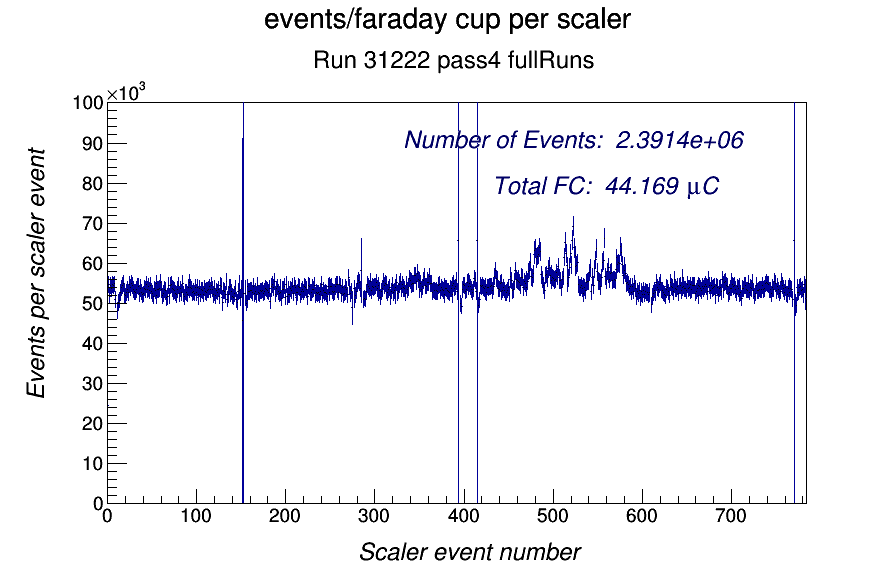 events/faraday cup per scaler
Run 31222 pass4 fullRuns
×10³
100
90
80
70
60
50
40
30
20
10
0
Events per scaler event
Number of Events: 2.3914e+06
Total FC: 44.169 μC
0 100 200 300 400 500 600 700
Scaler event number